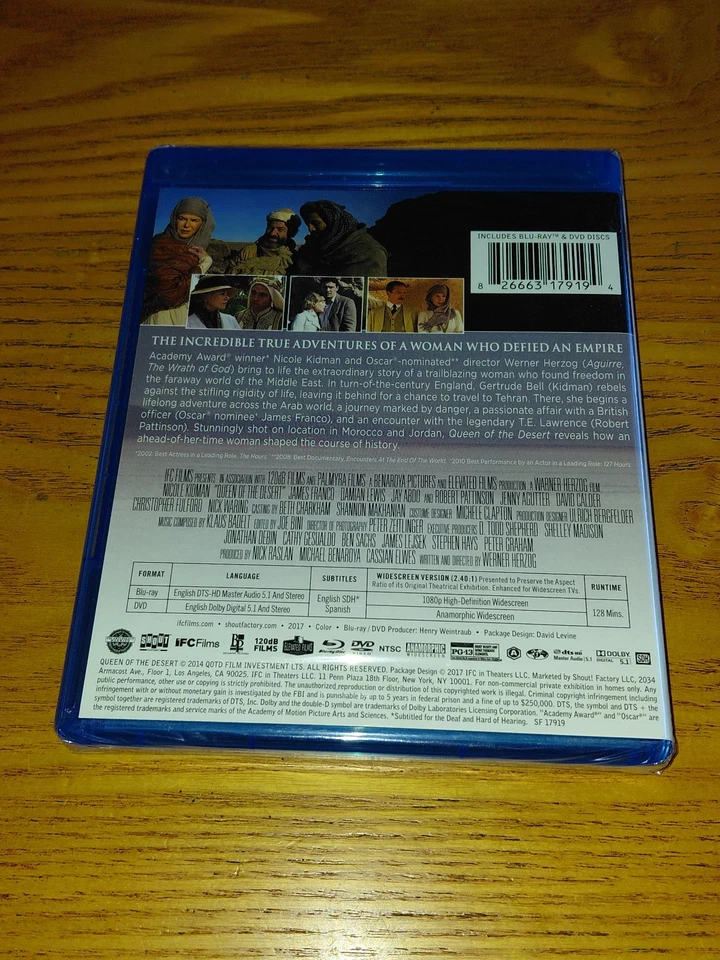 INCLUDES BLU-RAY™ & DVD DISCS
8 26663 17919 4
THE INCREDIBLE TRUE ADVENTURES OF A WOMAN WHO DEFIED AN EMPIRE
Academy Award® winner* Nicole Kidman and Oscar®-nominated** director Werner Herzog (Aguirre,
The Wrath of God) bring to life the extraordinary story of a trailblazing woman who found freedom in
the faraway world of the Middle East. In turn-of-the-century England, Gertrude Bell (Kidman) rebels
against the stifling rigidity of life, leaving it behind for a chance to travel to Tehran. There, she begins a
lifelong adventure across the Arab world, a journey marked by danger, a passionate affair with a British
officer (Oscar® nominee† James Franco), and an encounter with the legendary T.E. Lawrence (Robert
Pattinson). Stunningly shot on location in Morocco and Jordan, Queen of the Desert reveals how an
ahead-of-her-time woman shaped the course of history.
*2002: Best Actress in a Leading Role, The Hours. **2008: Best Documentary, Encounters At The End Of The World. †2010 Best Performance by an Actor in a Leading Role: 127 Hours
IFC FILMS PRESENTS IN ASSOCIATION WITH 120dB FILMS AND PALMYRA FILMS A BENAROYA PICTURES AND ELEVATED FILMS PRODUCTION A WERNER HERZOG FILM
NICOLE KIDMAN "QUEEN OF THE DESERT" JAMES FRANCO DAMIAN LEWIS JAY ABDO AND ROBERT PATTINSON JENNY AGUTTER DAVID CALDER
CHRISTOPHER FULFORD NICK WARING CASTING BY BETH CHARKHAM SHANNON MAKHANIAN COSTUME DESIGNER MICHELE CLAPTON PRODUCTION DESIGNER ULRICH BERGFELDER
MUSIC COMPOSED BY KLAUS BADELT EDITED BY JOE BINI DIRECTOR OF PHOTOGRAPHY PETER ZEITLINGER EXECUTIVE PRODUCERS D. TODD SHEPHERD SHELLEY MADISON
JONATHAN DEBIN CATHY GESUALDO BEN SACHS JAMES LEJSEK STEPHEN HAYS PETER GRAHAM
PRODUCED BY NICK RASLAN MICHAEL BENAROYA CASSIAN ELWES WRITTEN AND DIRECTED BY WERNER HERZOG
FORMAT LANGUAGE SUBTITLES WIDESCREEN VERSION (2.40:1) Presented to Preserve the Aspect Ratio of its Original Theatrical Exhibition. Enhanced for Widescreen TVs. RUNTIME
Blu-ray English DTS-HD Master Audio 5.1 And Stereo English SDH* Spanish 1080p High-Definition Widescreen 128 Mins.
DVD English Dolby Digital 5.1 And Stereo Anamorphic Widescreen
ifcfilms.com • shoutfactory.com • 2017 • Color • Blu-ray/DVD Producer: Henry Weintraub • Package Design: David Levine
SHOUT! IFC Films 120dB FILMS ELEVATED FILMS Blu-ray Disc DVD VIDEO NTSC ANAMORPHIC WIDESCREEN PG-13 dts-HD Master Audio | 5.1 DOLBY DIGITAL 5.1 SDH
QUEEN OF THE DESERT © 2014 QOTD FILM INVESTMENT LTD. ALL RIGHTS RESERVED. Package Design © 2017 IFC in Theaters LLC. Marketed by Shout! Factory LLC, 2034
Armacost Ave., Floor 1, Los Angeles, CA 90025. IFC in Theaters LLC. 11 Penn Plaza 18th Floor, New York, NY 10001. For non-commercial private exhibition in homes only. Any
public performance, other use or copying is strictly prohibited. The unauthorized reproduction or distribution of this copyrighted work is illegal. Criminal copyright infringement including
infringement with or without monetary gain is investigated by the FBI and is punishable by up to 5 years in federal prison and a fine of up to $250,000. DTS, the symbol and DTS + the
symbol together are registered trademarks of DTS, Inc. Dolby and the double-D symbol are trademarks of Dolby Laboratories Licensing Corporation. "Academy Award®" and "Oscar®" are
the registered trademarks and service marks of the Academy of Motion Picture Arts and Sciences. *Subtitled for the Deaf and Hard of Hearing. SF 17919